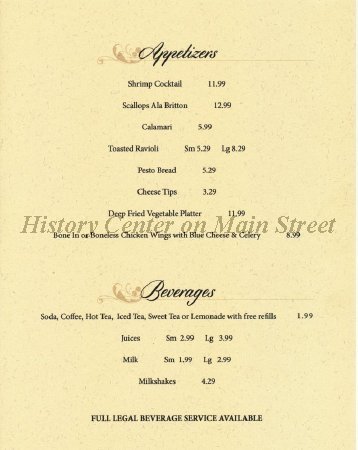 Appetizers
Shrimp Cocktail 11.99
Scallops Ala Britton 12.99
Calamari 5.99
Toasted Ravioli Sm 5.29 Lg 8.29
Pesto Bread 5.29
Cheese Tips 3.29
Deep Fried Vegetable Platter 11.99
History Center on Main Street
Bone In or Boneless Chicken Wings with Blue Cheese & Celery 8.99
Beverages
Soda, Coffee, Hot Tea, Iced Tea, Sweet Tea or Lemonade with free refills 1.99
Juices Sm 2.99 Lg 3.99
Milk Sm 1.99 Lg 2.99
Milkshakes 4.29
FULL LEGAL BEVERAGE SERVICE AVAILABLE